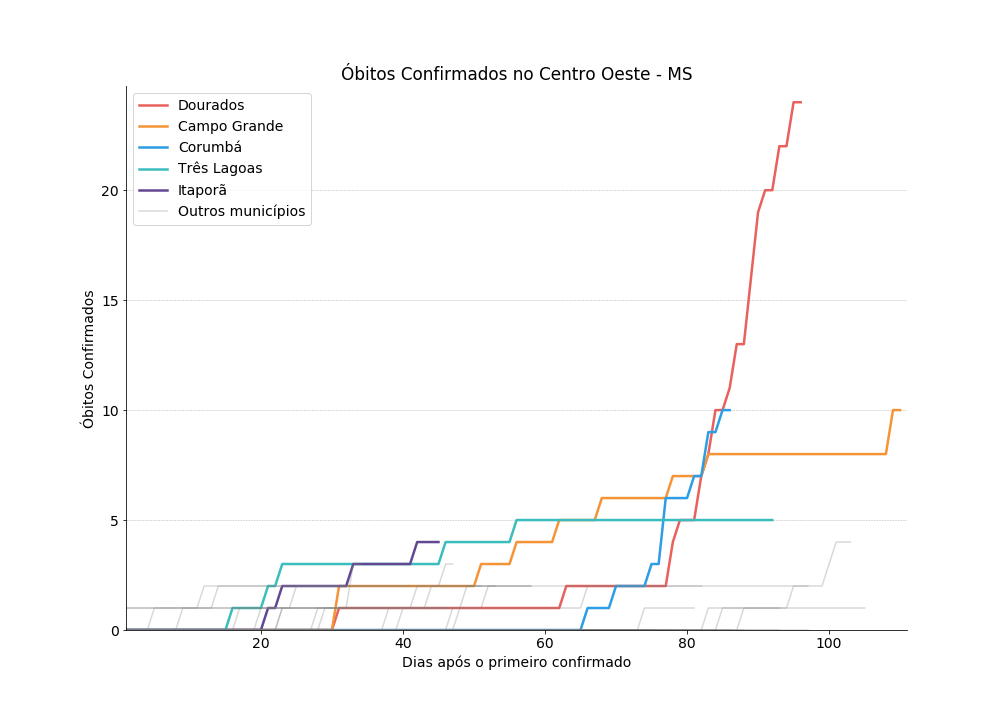 Óbitos Confirmados no Centro Oeste - MS
Dourados
Campo Grande
Corumbá
Três Lagoas
Itaporã
Outros municípios
Óbitos Confirmados
20
15
10
5
0
20 40 60 80 100
Dias após o primeiro confirmado